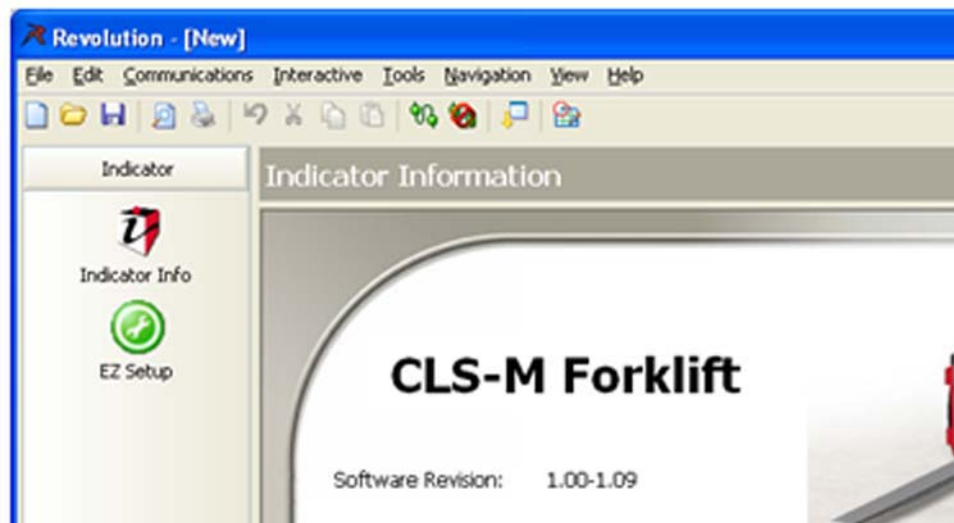 Revolution - [New]
File Edit Communications Interactive Tools Navigation View Help
Indicator
Indicator Information
Indicator Info
EZ Setup
CLS-M Forklift
Software Revision: 1.00-1.09